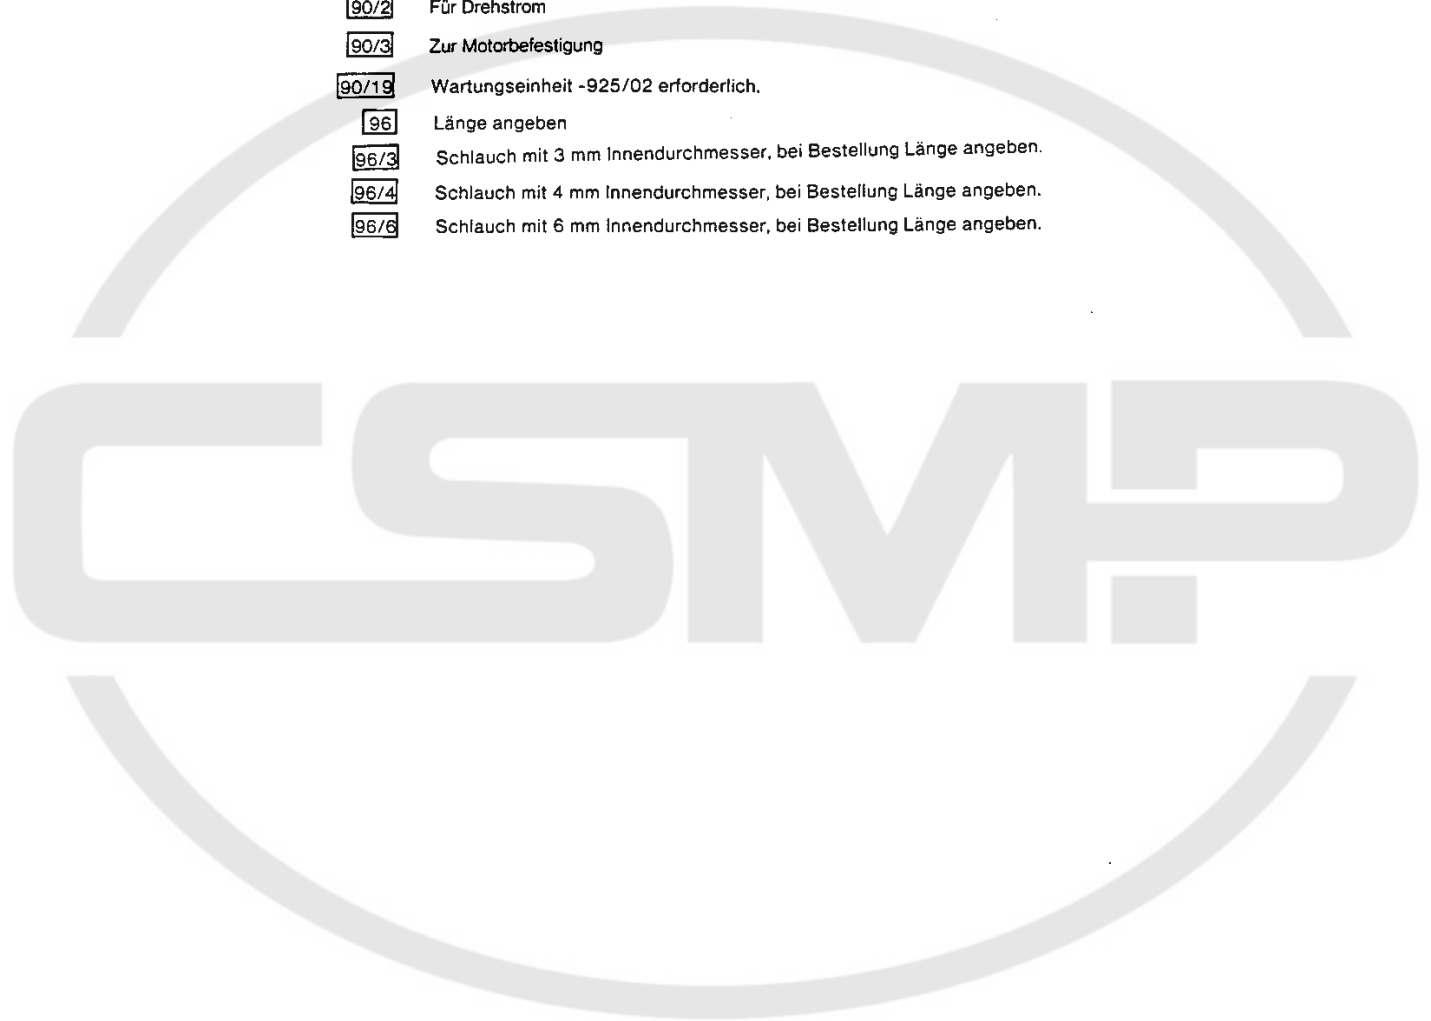 90/2 Für Drehstrom
90/3 Zur Motorbefestigung
90/19 Wartungseinheit -925/02 erforderlich.
96 Länge angeben
96/3 Schlauch mit 3 mm Innendurchmesser, bei Bestellung Länge angeben.
96/4 Schlauch mit 4 mm Innendurchmesser, bei Bestellung Länge angeben.
96/6 Schlauch mit 6 mm Innendurchmesser, bei Bestellung Länge angeben.
CSMP